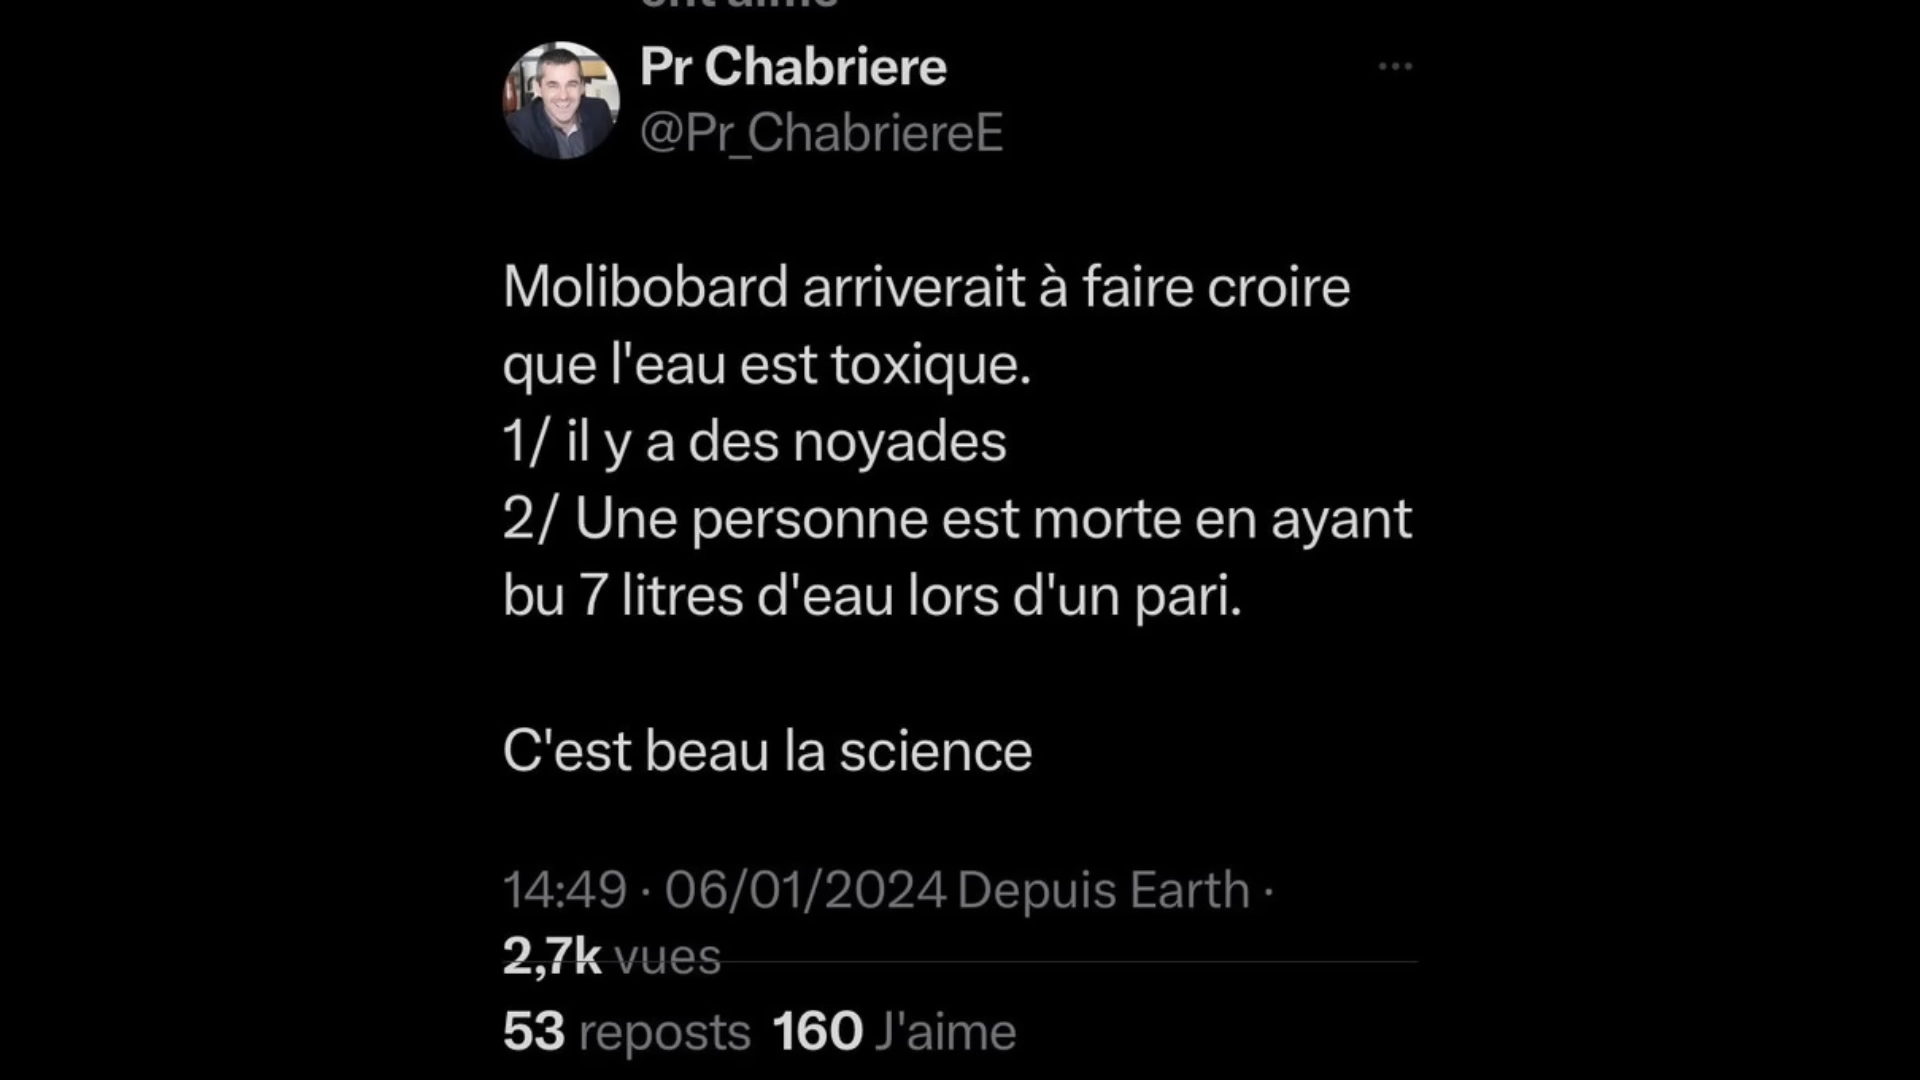 ont aimé
Pr Chabriere
@Pr_ChabriereE
Molibobard arriverait à faire croire
que l'eau est toxique.
1/ il y a des noyades
2/ Une personne est morte en ayant
bu 7 litres d'eau lors d'un pari.
C'est beau la science
14:49 · 06/01/2024 Depuis Earth ·
2,7k vues
53 reposts 160 J'aime